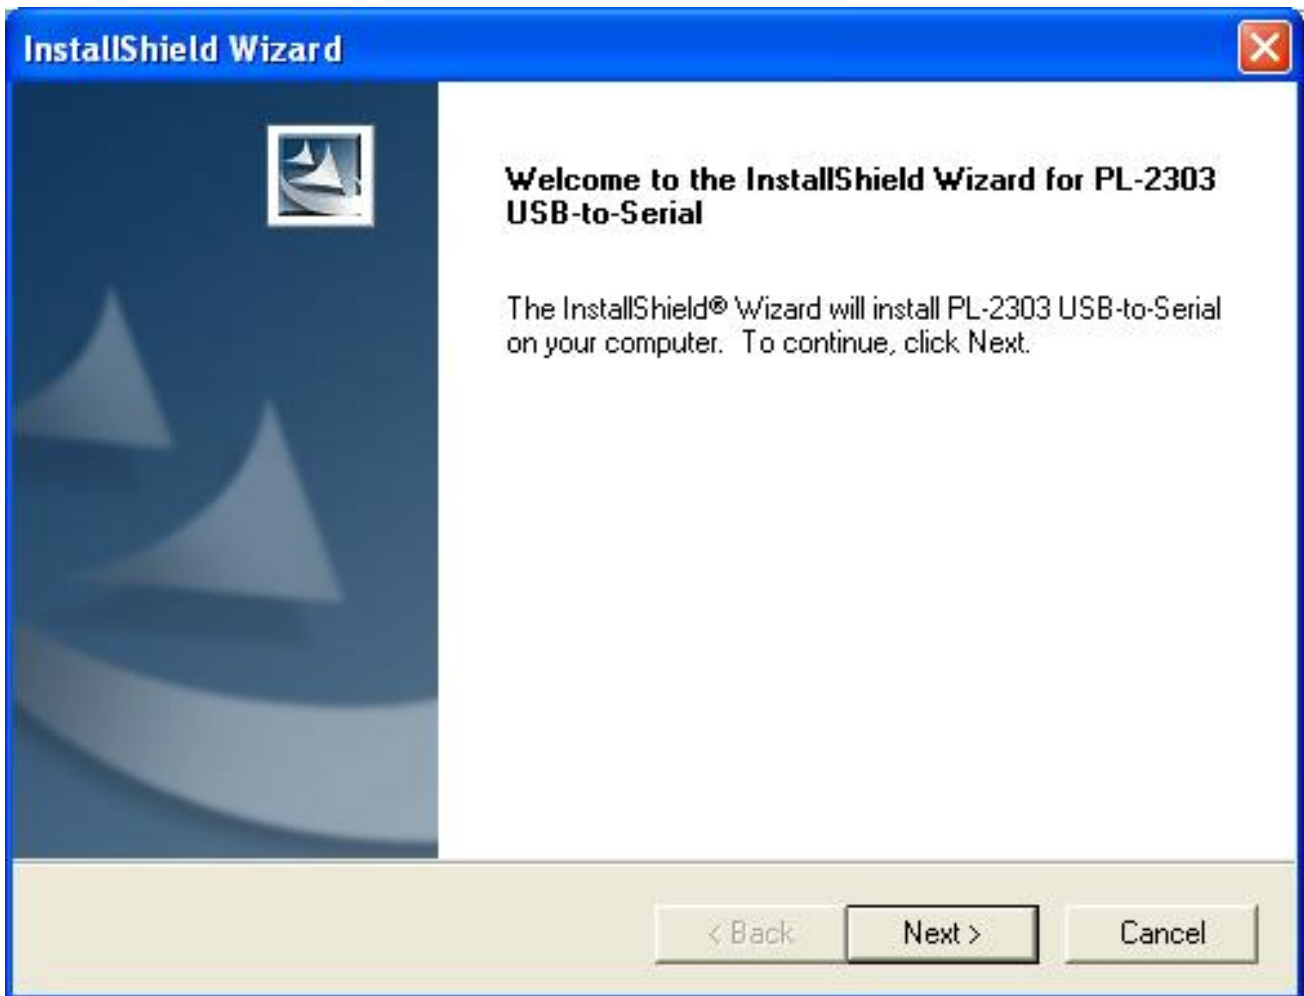 InstallShield Wizard
Welcome to the InstallShield Wizard for PL-2303
USB-to-Serial
The InstallShield® Wizard will install PL-2303 USB-to-Serial
on your computer.  To continue, click Next.
< Back
Next >
Cancel